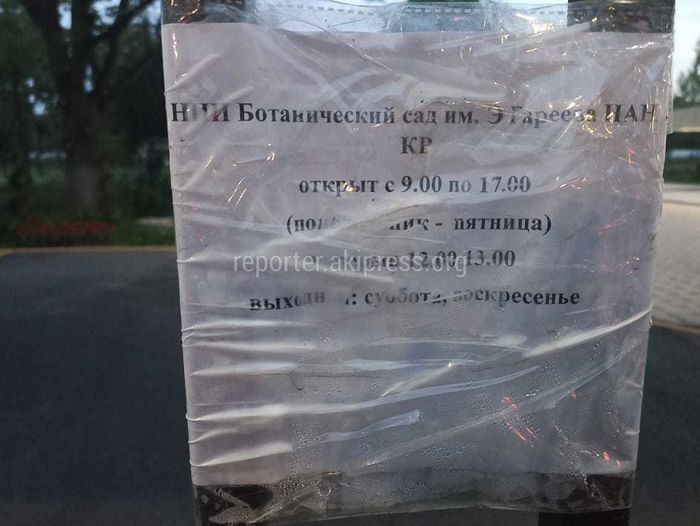 НИИ Ботанический сад им. Э Гареева НАН
КР
открыт с 9.00 по 17.00
- пятница)
12.00-13.00
суббота, воскресенье
reporter.akipress.org